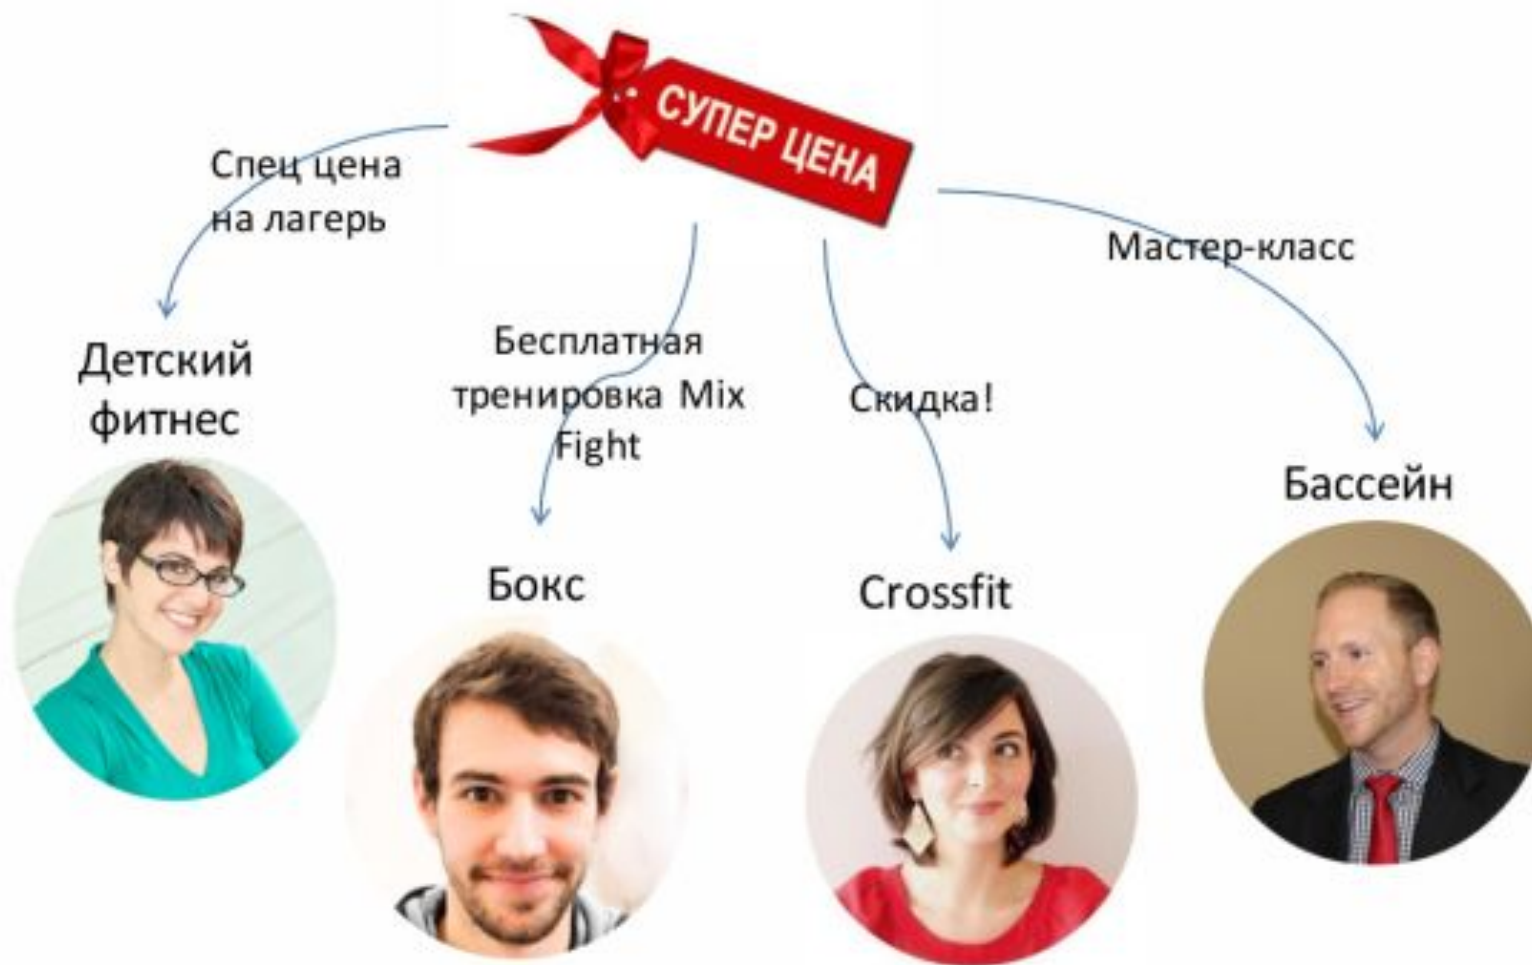 СУПЕР ЦЕНА
Спец цена
на лагерь
Детский
фитнес
Бесплатная
тренировка Mix
Fight
Бокс
Скидка!
Crossfit
Мастер-класс
Бассейн